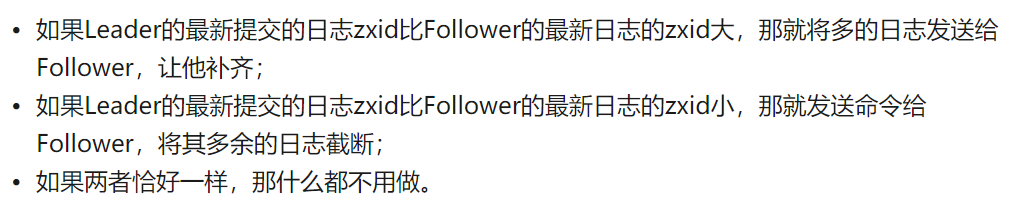 • 如果Leader的最新提交的日志zxid比Follower的最新日志的zxid大，那就将多的日志发送给
Follower，让他补齐；
• 如果Leader的最新提交的日志zxid比Follower的最新日志的zxid小，那就发送命令给
Follower，将其多余的日志截断；
• 如果两者恰好一样，那什么都不用做。